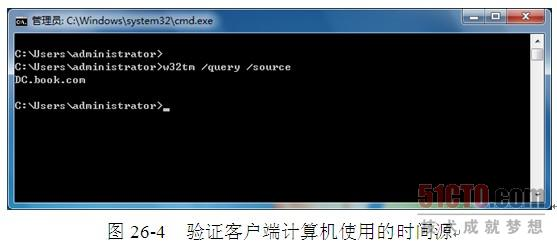 管理员: C:\Windows\system32\cmd.exe
C:\Users\administrator>
C:\Users\administrator>w32tm /query /source
DC.book.com
C:\Users\administrator>_
51CTO.com
技术成就梦想
图 26-4 验证客户端计算机使用的时间源